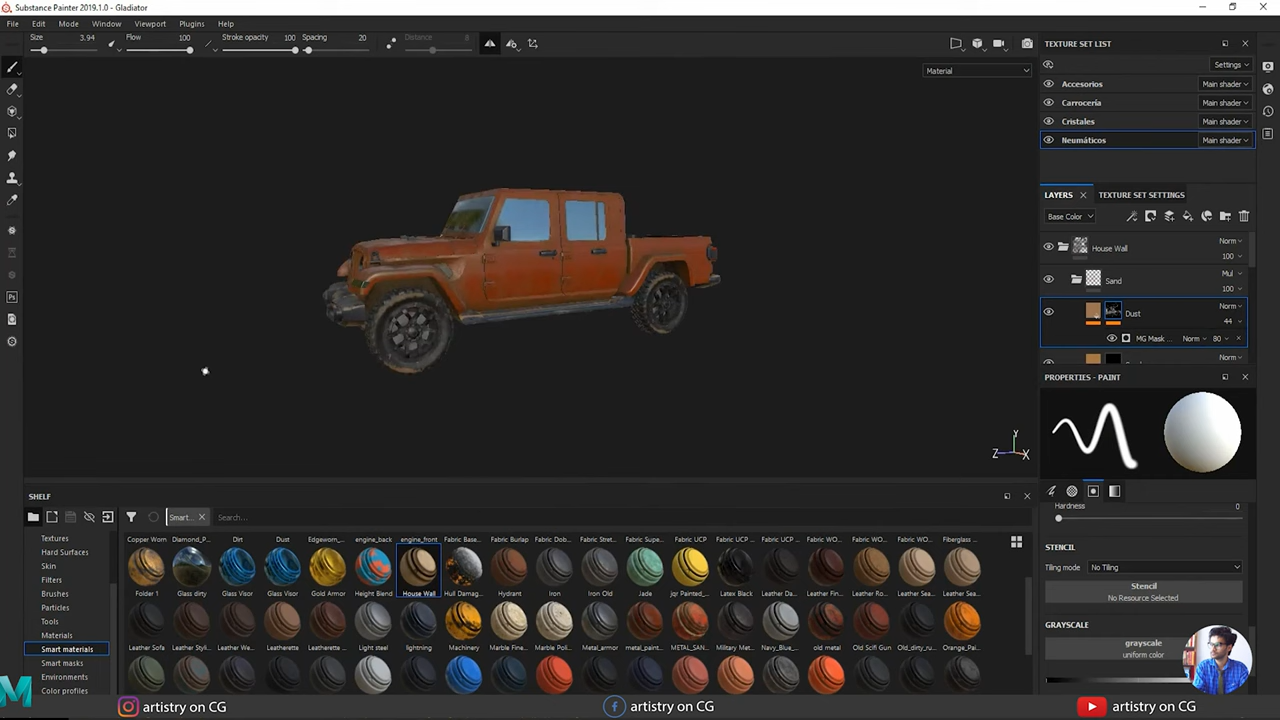 Substance Painter 2019.1.0 - Gladiator
File Edit Mode Window Viewport Plugins Help
Size 3.94 Flow 100 Stroke opacity 100 Spacing 20 Distance 8
Material
TEXTURE SET LIST
Settings
Accesorios Main shader
Carrocería Main shader
Cristales Main shader
Neumáticos Main shader
LAYERS TEXTURE SET SETTINGS
Base Color
House Wall Norm 100
Sand Mul 100
Dust Norm 44
MG Mask ... Norm 80
Norm
PROPERTIES - PAINT
Y
Z X
Hardness 0
STENCIL
Tiling mode No Tiling
Stencil
No Resource Selected
GRAYSCALE
grayscale
uniform color
SHELF
Smart... Search...
Textures
Hard Surfaces
Skin
Filters
Brushes
Particles
Tools
Materials
Smart materials
Smart masks
Environments
Color profiles
Copper Worn Diamond_P... Dirt Dust Edgeworn_... engine_back engine_front Fabric Base... Fabric Burlap Fabric Dob... Fabric Stret... Fabric Supe... Fabric UCP Fabric UCP ... Fabric UCP ... Fabric WO... Fabric WO... Fabric WO... Fiberglass ...
Folder 1 Glass dirty Glass Visor Glass Visor Gold Armor Height Blend House Wall Hull Damag... Hydrant Iron Iron Old Jade jqr Painted_... Latex Black Leather Da... Leather Fin... Leather Ro... Leather Sea... Leather Sea...
Leather Sofa Leather Styli... Leather We... Leatherette Leatherette ... Light steel lightning Machinery Marble Fine... Marble Poli... Metal_armor metal_paint... METAL_SAN... Military Mat... Navy_Blue_... old metal Old Scifi Gun Old_dirty_ru... Orange_Pai...
M
artistry on CG artistry on CG artistry on CG